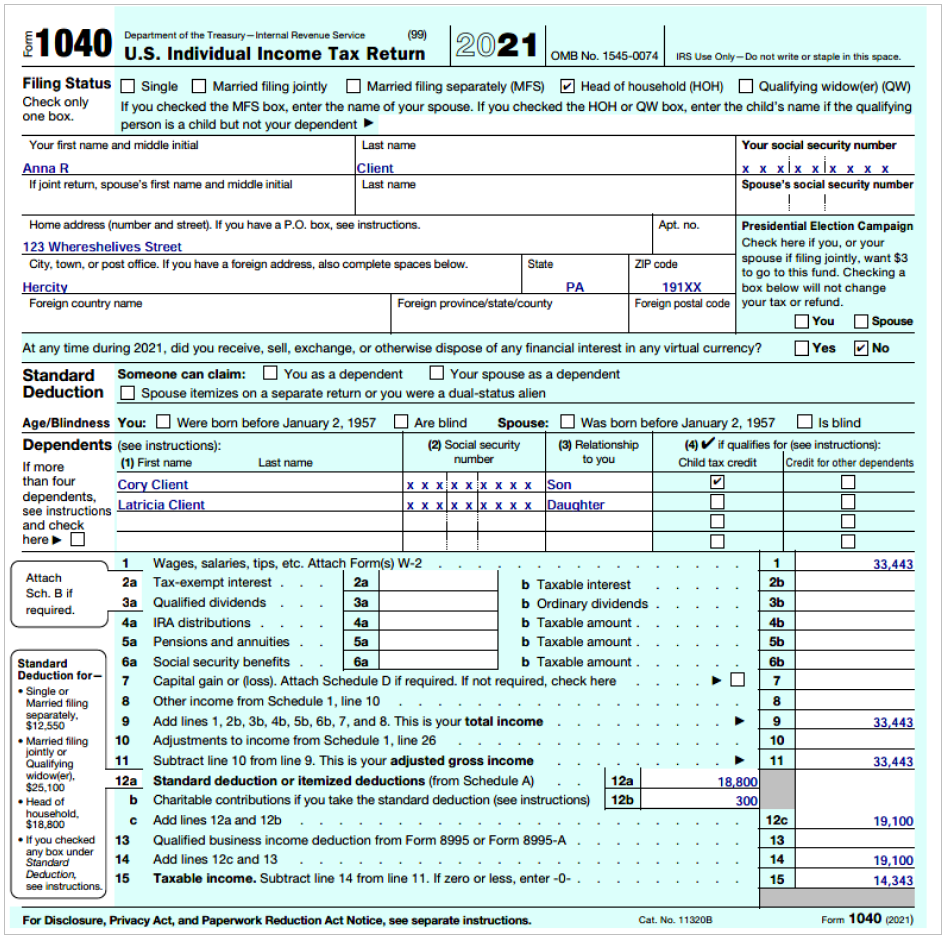 Form 1040 Department of the Treasury—Internal Revenue Service (99)
U.S. Individual Income Tax Return 2021 OMB No. 1545-0074 IRS Use Only—Do not write or staple in this space.
Filing Status Single Married filing jointly Married filing separately (MFS) ✔ Head of household (HOH) Qualifying widow(er) (QW)
Check only one box.
If you checked the MFS box, enter the name of your spouse. If you checked the HOH or QW box, enter the child's name if the qualifying
person is a child but not your dependent ▶
Your first name and middle initial Last name Your social security number
Anna R Client x x x x x x x x x
If joint return, spouse's first name and middle initial Last name Spouse's social security number
Home address (number and street). If you have a P.O. box, see instructions. Apt. no.
123 Whereshelives Street
City, town, or post office. If you have a foreign address, also complete spaces below. State ZIP code
Hercity PA 191XX
Foreign country name Foreign province/state/county Foreign postal code
Presidential Election Campaign
Check here if you, or your
spouse if filing jointly, want $3
to go to this fund. Checking a
box below will not change
your tax or refund.
You Spouse
At any time during 2021, did you receive, sell, exchange, or otherwise dispose of any financial interest in any virtual currency? Yes ✔ No
Standard Deduction
Someone can claim: You as a dependent Your spouse as a dependent
Spouse itemizes on a separate return or you were a dual-status alien
Age/Blindness You: Were born before January 2, 1957 Are blind Spouse: Was born before January 2, 1957 Is blind
Dependents (see instructions): (2) Social security number (3) Relationship to you (4) ✔ if qualifies for (see instructions):
(1) First name Last name Child tax credit Credit for other dependents
If more
than four
dependents,
see instructions
and check
here ▶
Cory Client x x x x x x x x x Son ✔
Latricia Client x x x x x x x x x Daughter
Attach
Sch. B if
required.
1 Wages, salaries, tips, etc. Attach Form(s) W-2 . . . . . . . . . . . . . . . . 1 33,443
2a Tax-exempt interest . . . 2a b Taxable interest . . . . . 2b
3a Qualified dividends . . . 3a b Ordinary dividends . . . . . 3b
4a IRA distributions . . . . 4a b Taxable amount . . . . . . 4b
5a Pensions and annuities . . 5a b Taxable amount . . . . . . 5b
6a Social security benefits . . 6a b Taxable amount . . . . . . 6b
7 Capital gain or (loss). Attach Schedule D if required. If not required, check here . . . . ▶ 7
8 Other income from Schedule 1, line 10 . . . . . . . . . . . . . . . . . . 8
9 Add lines 1, 2b, 3b, 4b, 5b, 6b, 7, and 8. This is your total income . . . . . . . . . ▶ 9 33,443
10 Adjustments to income from Schedule 1, line 26 . . . . . . . . . . . . . . . 10
11 Subtract line 10 from line 9. This is your adjusted gross income . . . . . . . . . ▶ 11 33,443
12a Standard deduction or itemized deductions (from Schedule A) . . 12a 18,800
b Charitable contributions if you take the standard deduction (see instructions) 12b 300
c Add lines 12a and 12b . . . . . . . . . . . . . . . . . . . . . . . 12c 19,100
13 Qualified business income deduction from Form 8995 or Form 8995-A . . . . . . . . . 13
14 Add lines 12c and 13 . . . . . . . . . . . . . . . . . . . . . . . 14 19,100
15 Taxable income. Subtract line 14 from line 11. If zero or less, enter -0- . . . . . . . . . 15 14,343
Standard
Deduction for—
• Single or
Married filing
separately,
$12,550
• Married filing
jointly or
Qualifying
widow(er),
$25,100
• Head of
household,
$18,800
• If you checked
any box under
Standard
Deduction,
see instructions.
For Disclosure, Privacy Act, and Paperwork Reduction Act Notice, see separate instructions. Cat. No. 11320B Form 1040 (2021)